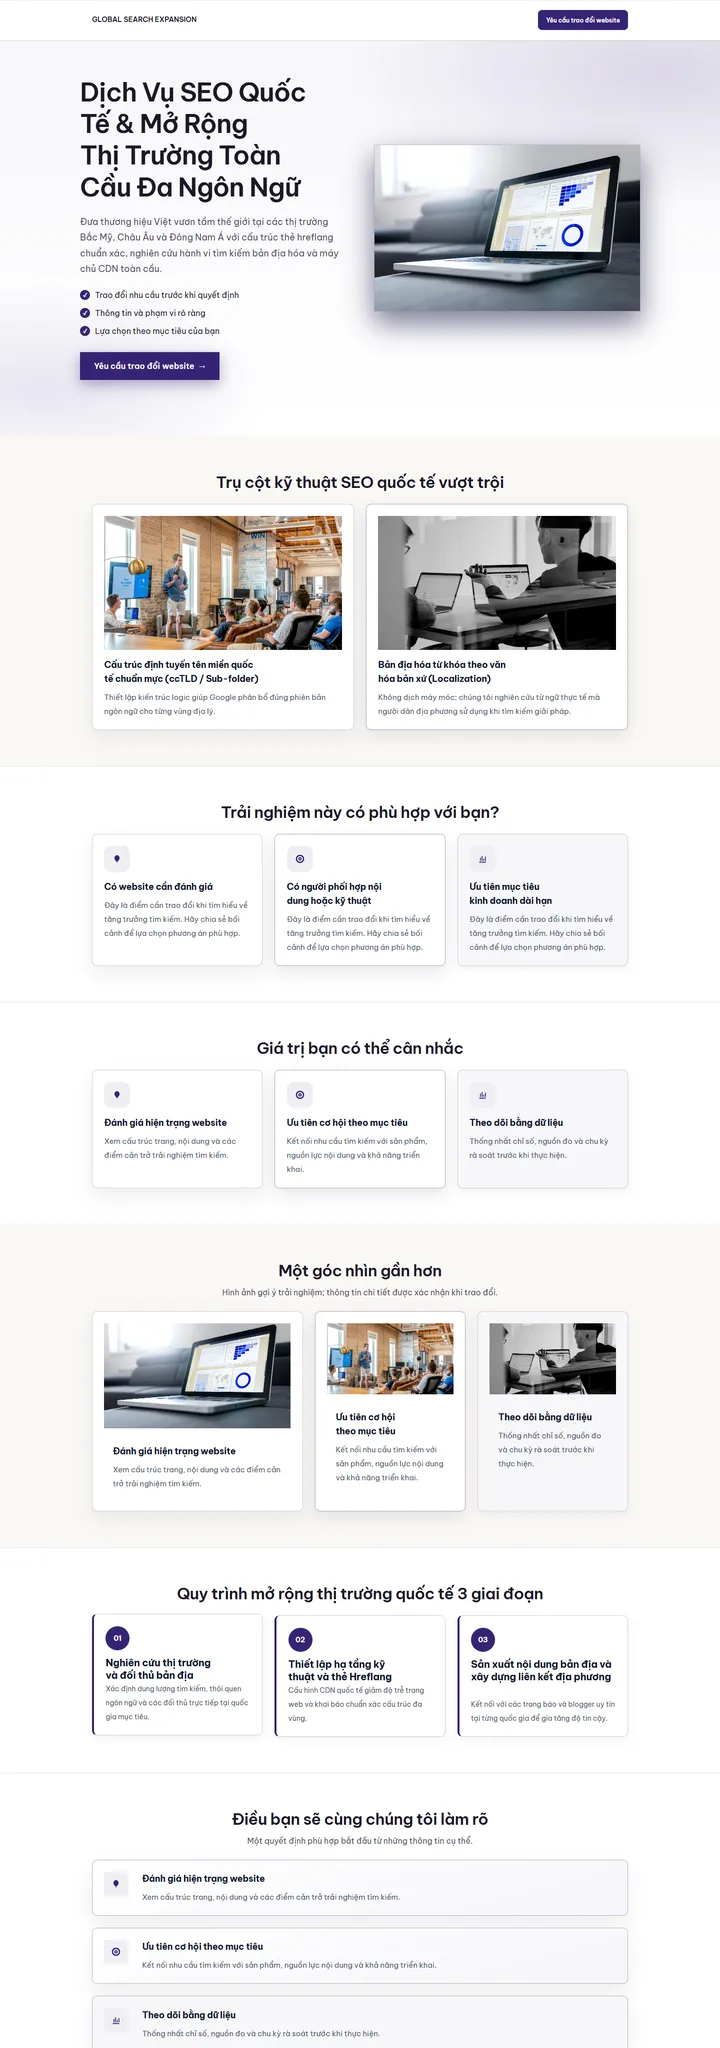 GLOBAL SEARCH EXPANSION
Yêu cầu trao đổi website
Dịch Vụ SEO Quốc
Tế & Mở Rộng
Thị Trường Toàn
Cầu Đa Ngôn Ngữ
Đưa thương hiệu Việt vươn tầm thế giới tại các thị trường
Bắc Mỹ, Châu Âu và Đông Nam Á với cấu trúc thẻ hreflang
chuẩn xác, nghiên cứu hành vi tìm kiếm bản địa hóa và máy
chủ CDN toàn cầu.
Trao đổi nhu cầu trước khi quyết định
Thông tin và phạm vi rõ ràng
Lựa chọn theo mục tiêu của bạn
Yêu cầu trao đổi website →
Trụ cột kỹ thuật SEO quốc tế vượt trội
Cấu trúc định tuyến tên miền quốc
tế chuẩn mực (ccTLD / Sub-folder)
Thiết lập kiến trúc logic giúp Google phân bổ đúng phiên bản
ngôn ngữ cho từng vùng địa lý.
Bản địa hóa từ khóa theo văn
hóa bản xứ (Localization)
Không dịch máy móc; chúng tôi nghiên cứu từ ngữ thực tế mà
người dân địa phương sử dụng khi tìm kiếm giải pháp.
Trải nghiệm này có phù hợp với bạn?
Có website cần đánh giá
Đây là điểm cần trao đổi khi tìm hiểu về
tăng trưởng tìm kiếm. Hãy chia sẻ bối
cảnh để lựa chọn phương án phù hợp.
Có người phối hợp nội
dung hoặc kỹ thuật
Đây là điểm cần trao đổi khi tìm hiểu về
tăng trưởng tìm kiếm. Hãy chia sẻ bối
cảnh để lựa chọn phương án phù hợp.
Ưu tiên mục tiêu
kinh doanh dài hạn
Đây là điểm cần trao đổi khi tìm hiểu về
tăng trưởng tìm kiếm. Hãy chia sẻ bối
cảnh để lựa chọn phương án phù hợp.
Giá trị bạn có thể cân nhắc
Đánh giá hiện trạng website
Xem cấu trúc trang, nội dung và các
điểm cản trở trải nghiệm tìm kiếm.
Ưu tiên cơ hội theo mục tiêu
Kết nối nhu cầu tìm kiếm với sản phẩm,
nguồn lực nội dung và khả năng triển
khai.
Theo dõi bằng dữ liệu
Thống nhất chỉ số, nguồn đo và chu kỳ
rà soát trước khi thực hiện.
Một góc nhìn gần hơn
Hình ảnh gợi ý trải nghiệm; thông tin chi tiết được xác nhận khi trao đổi.
Đánh giá hiện trạng website
Xem cấu trúc trang, nội dung và các điểm cản
trở trải nghiệm tìm kiếm.
Ưu tiên cơ hội
theo mục tiêu
Kết nối nhu cầu tìm kiếm với
sản phẩm, nguồn lực nội dung
và khả năng triển khai.
Theo dõi bằng dữ liệu
Thống nhất chỉ số, nguồn đo
và chu kỳ rà soát trước khi
thực hiện.
Quy trình mở rộng thị trường quốc tế 3 giai đoạn
01
Nghiên cứu thị trường
và đối thủ bản địa
Xác định dung lượng tìm kiếm, thói quen
ngôn ngữ và các đối thủ trực tiếp tại quốc
gia mục tiêu.
02
Thiết lập hạ tầng kỹ
thuật và thẻ Hreflang
Cấu hình CDN quốc tế giảm độ trễ trang
web và khai báo chuẩn xác cấu trúc đa
vùng.
03
Sản xuất nội dung bản địa và
xây dựng liên kết địa phương
Kết nối với các trang báo và blogger uy tín
tại từng quốc gia để gia tăng độ tin cậy.
Điều bạn sẽ cùng chúng tôi làm rõ
Một quyết định phù hợp bắt đầu từ những thông tin cụ thể.
Đánh giá hiện trạng website
Xem cấu trúc trang, nội dung và các điểm cản trở trải nghiệm tìm kiếm.
Ưu tiên cơ hội theo mục tiêu
Kết nối nhu cầu tìm kiếm với sản phẩm, nguồn lực nội dung và khả năng triển khai.
Theo dõi bằng dữ liệu
Thống nhất chỉ số, nguồn đo và chu kỳ rà soát trước khi thực hiện.